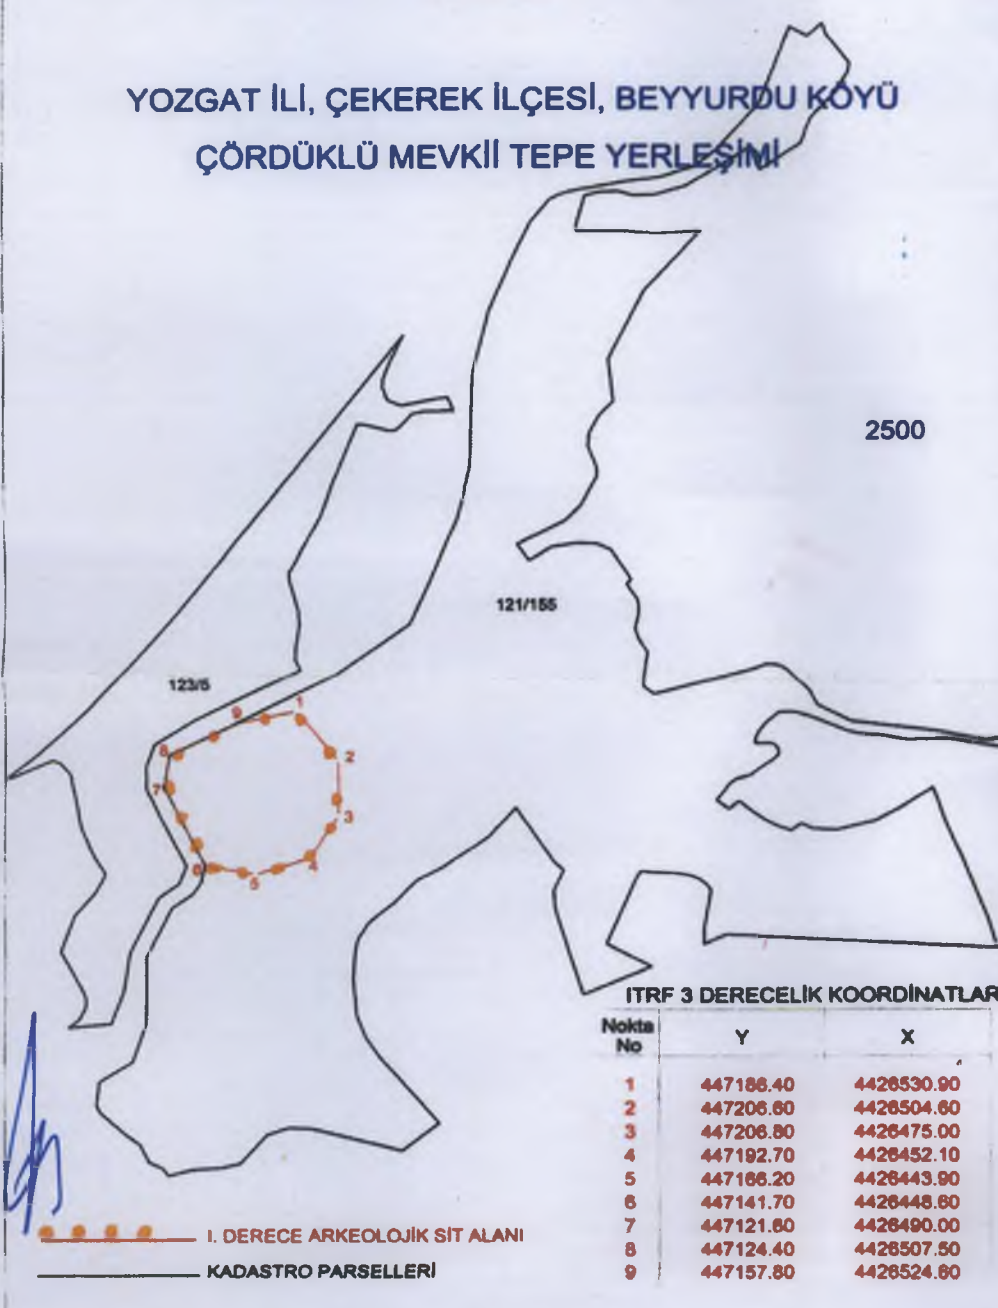 YOZGAT İLİ, ÇEKEREK İLÇESİ, BEYYURDU KÖYÜ
ÇÖRDÜKLÜ MEVKİİ TEPE YERLEŞİMİ
2500
121/155
123/5
9 1
8 2
7
3
4
6 5
ITRF 3 DERECELİK KOORDİNATLAR
Nokta No Y X
1 447186.40 4426530.90
2 447206.60 4426504.60
3 447206.80 4426475.00
4 447192.70 4426452.10
5 447166.20 4426443.90
6 447141.70 4426448.60
7 447121.60 4426490.00
8 447124.40 4426507.50
9 447157.80 4426524.60
I. DERECE ARKEOLOJİK SİT ALANI
KADASTRO PARSELLERİ